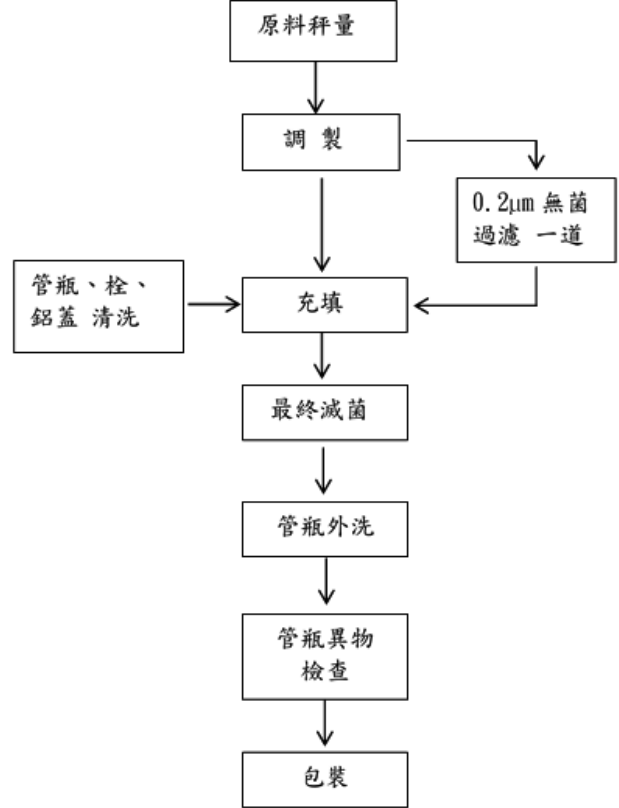 原料秤量
調 製
0.2μm 無菌
過濾 一道
管瓶、栓、
鋁蓋 清洗
充填
最終滅菌
管瓶外洗
管瓶異物
檢查
包裝